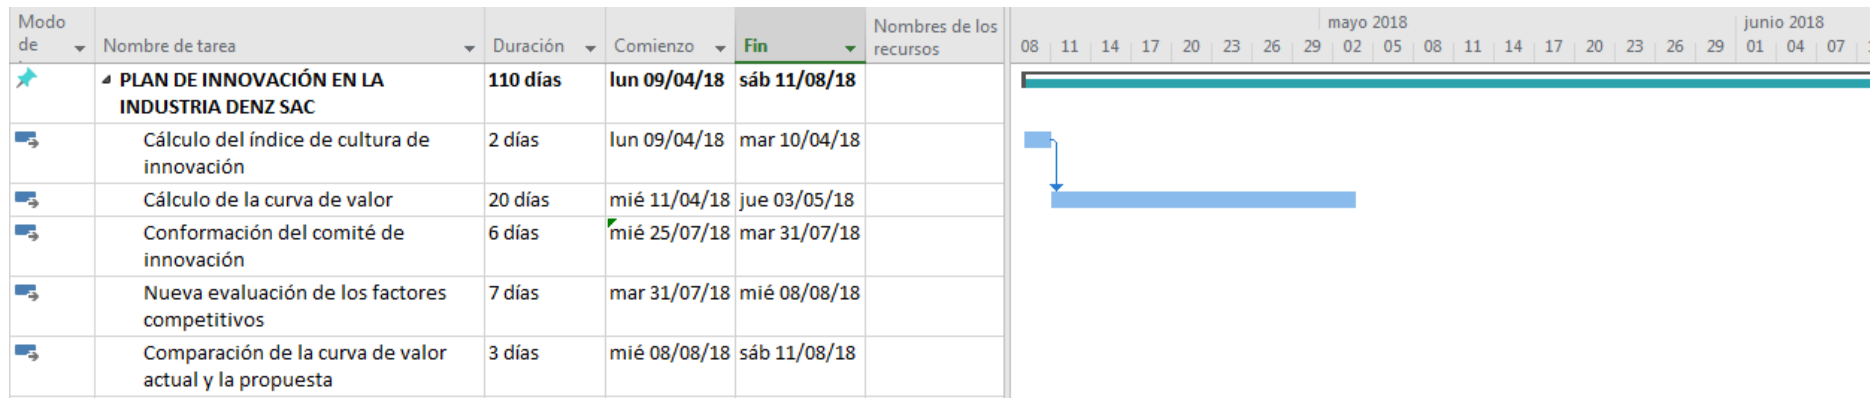 Modo de
Nombre de tarea
Duración
Comienzo
Fin
Nombres de los
recursos
mayo 2018
junio 2018
08 11 14 17 20 23 26 29 02 05 08 11 14 17 20 23 26 29 01 04 07
PLAN DE INNOVACIÓN EN LA
INDUSTRIA DENZ SAC
110 días
lun 09/04/18
sáb 11/08/18
Cálculo del índice de cultura de
innovación
2 días
lun 09/04/18
mar 10/04/18
Cálculo de la curva de valor
20 días
mié 11/04/18
jue 03/05/18
Conformación del comité de
innovación
6 días
mié 25/07/18
mar 31/07/18
Nueva evaluación de los factores
competitivos
7 días
mar 31/07/18
mié 08/08/18
Comparación de la curva de valor
actual y la propuesta
3 días
mié 08/08/18
sáb 11/08/18